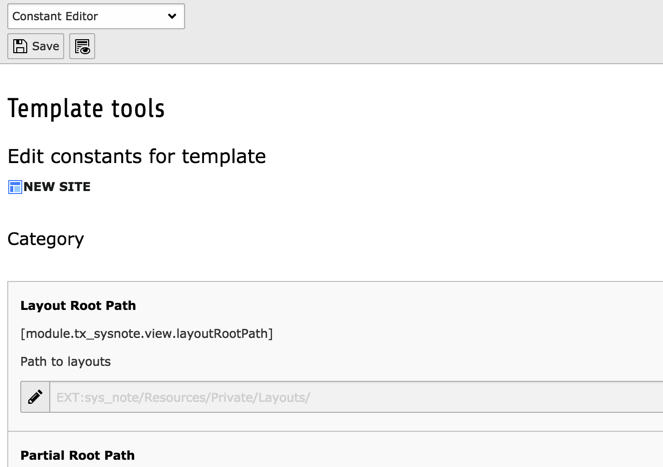 Constant Editor
Save
Template tools
Edit constants for template
NEW SITE
Category
Layout Root Path
[module.tx_sysnote.view.layoutRootPath]
Path to layouts
EXT:sys_note/Resources/Private/Layouts/
Partial Root Path